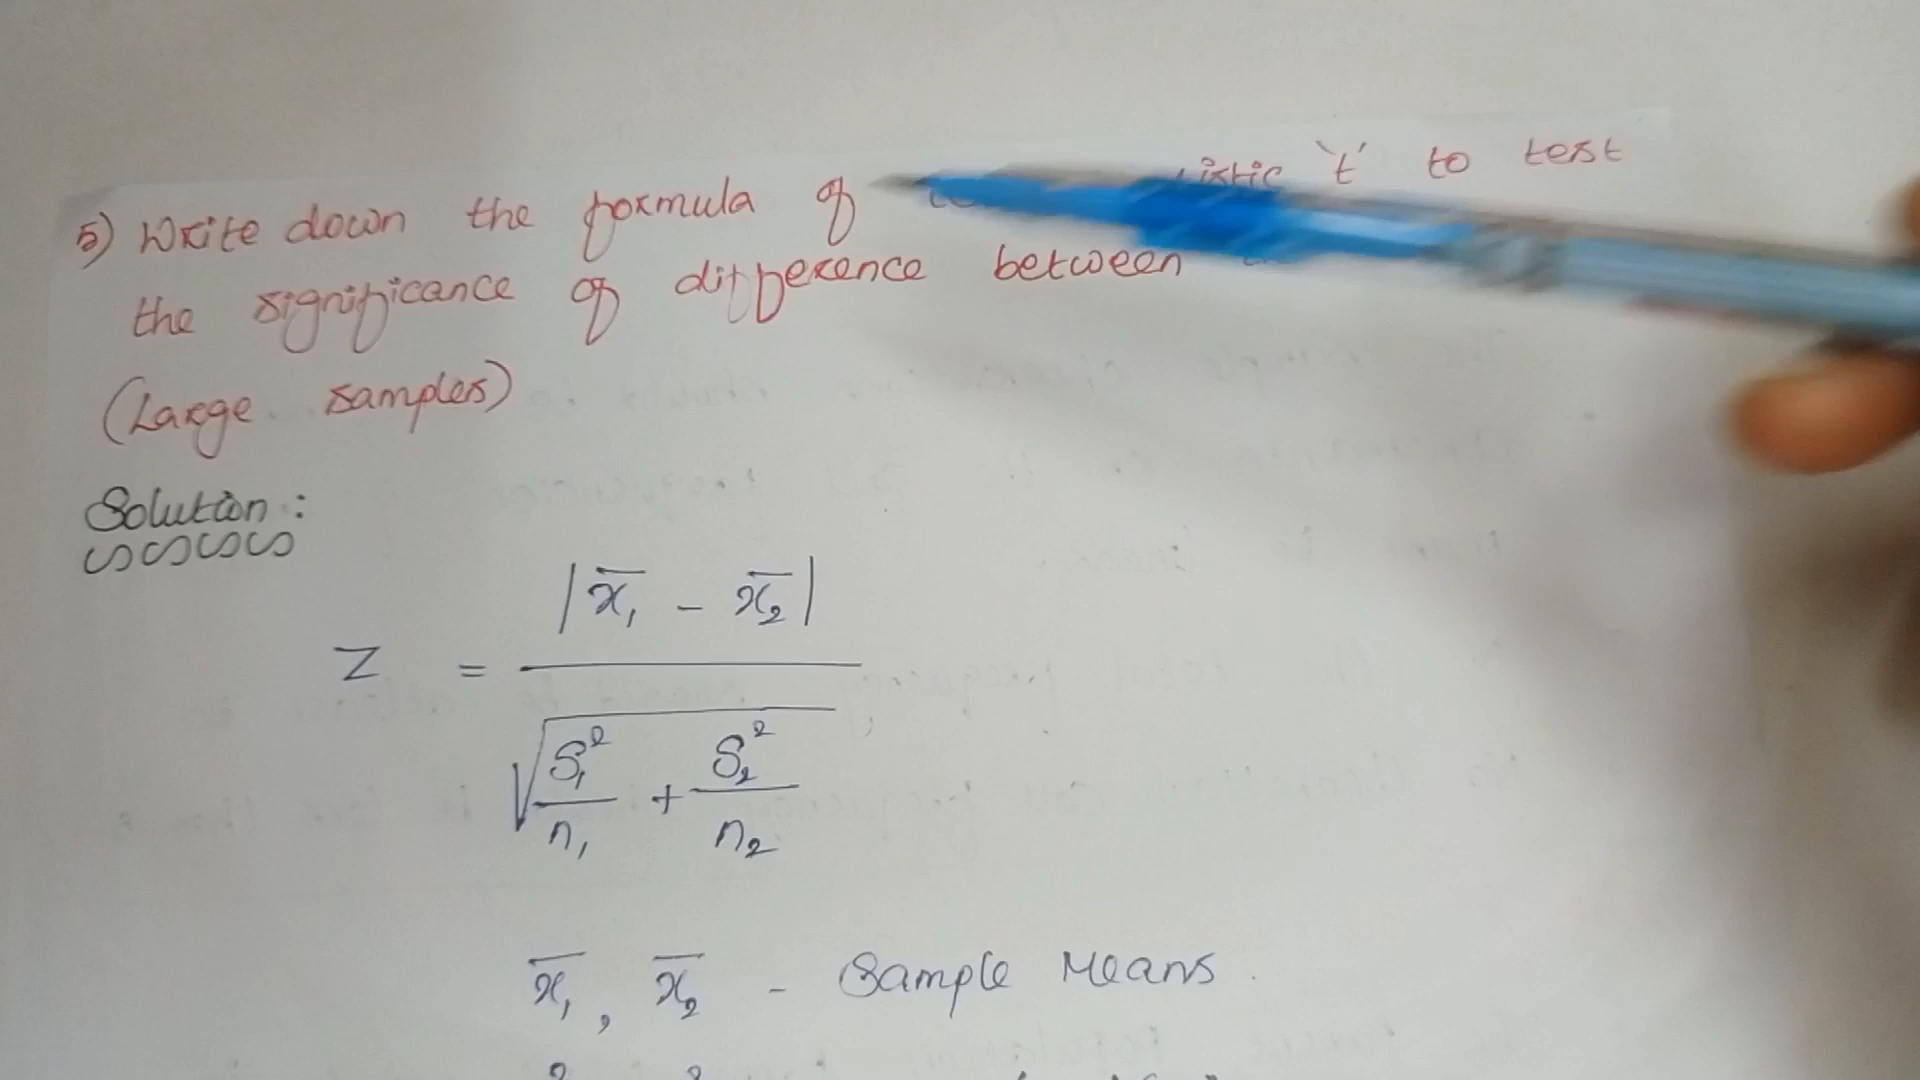 5) Write down the formula of 't' to test
the significance of difference between
(Large samples)
Solution :
|x̄₁ - x̄₂|
Z =
√ S₁² / n₁ + S₂² / n₂
x̄₁, x̄₂ - Sample Means.